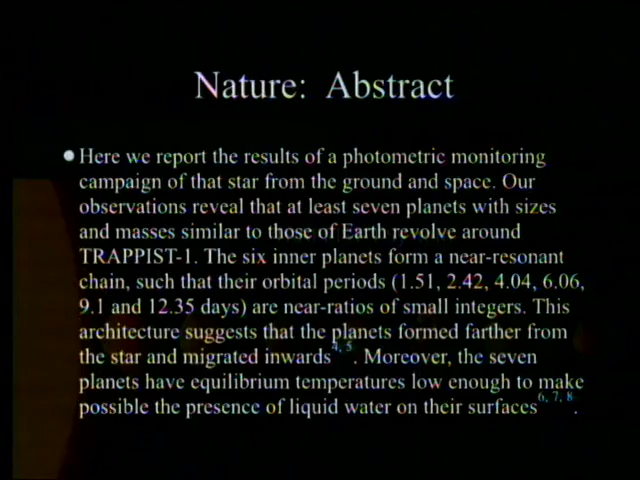 Nature: Abstract
Here we report the results of a photometric monitoring
campaign of that star from the ground and space. Our
observations reveal that at least seven planets with sizes
and masses similar to those of Earth revolve around
TRAPPIST-1. The six inner planets form a near-resonant
chain, such that their orbital periods (1.51, 2.42, 4.04, 6.06,
9.1 and 12.35 days) are near-ratios of small integers. This
architecture suggests that the planets formed farther from
the star and migrated inwards4, 5. Moreover, the seven
planets have equilibrium temperatures low enough to make
possible the presence of liquid water on their surfaces6, 7, 8.